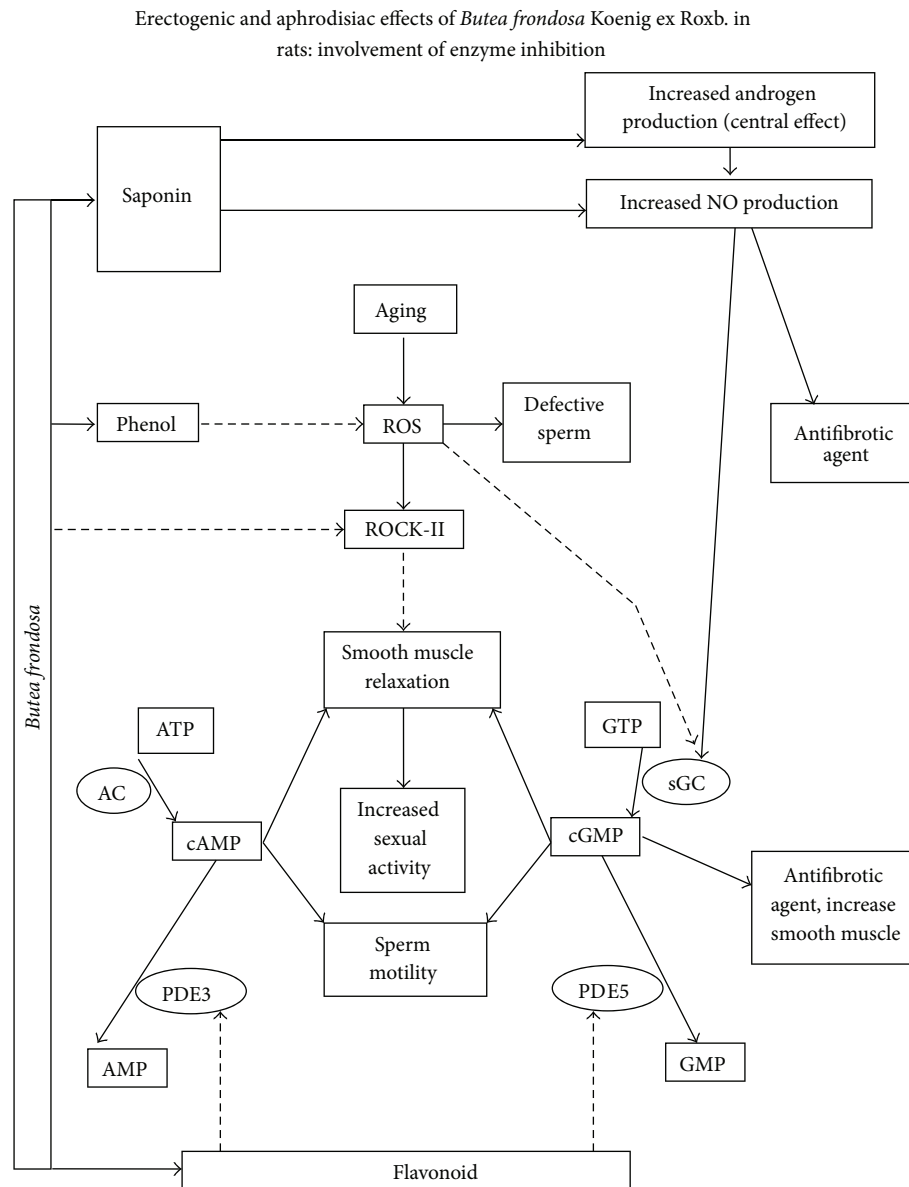 Erectogenic and aphrodisiac effects of Butea frondosa Koenig ex Roxb. in
rats: involvement of enzyme inhibition
Increased androgen
production (central effect)
Saponin
Increased NO production
Aging
Phenol
ROS
Defective
sperm
Antifibrotic
agent
ROCK-II
Butea frondosa
Smooth muscle
relaxation
ATP
GTP
AC
sGC
cAMP
Increased
sexual
activity
cGMP
Antifibrotic
agent, increase
smooth muscle
Sperm
motility
PDE3
PDE5
AMP
GMP
Flavonoid